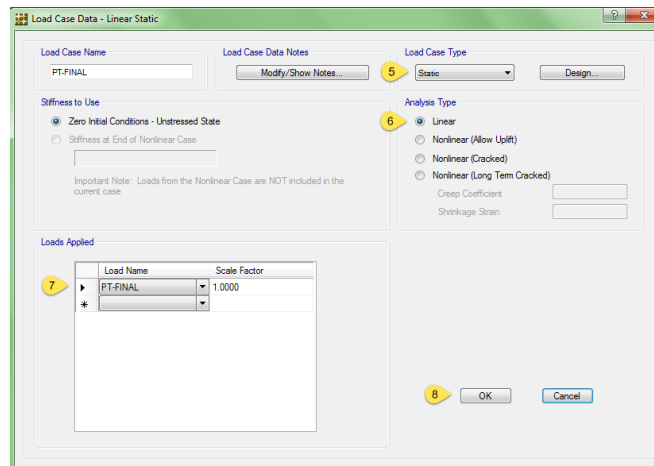 Load Case Data - Linear Static
? X
Load Case Name
PT-FINAL
Load Case Data Notes
Modify/Show Notes...
Load Case Type
5
Static
Design...
Stiffness to Use
Zero Initial Conditions - Unstressed State
Stiffness at End of Nonlinear Case
Important Note: Loads from the Nonlinear Case are NOT included in the
current case
Analysis Type
6
Linear
Nonlinear (Allow Uplift)
Nonlinear (Cracked)
Nonlinear (Long Term Cracked)
Creep Coefficient
Shrinkage Strain
Loads Applied
Load Name Scale Factor
7 PT-FINAL 1.0000
8 OK Cancel